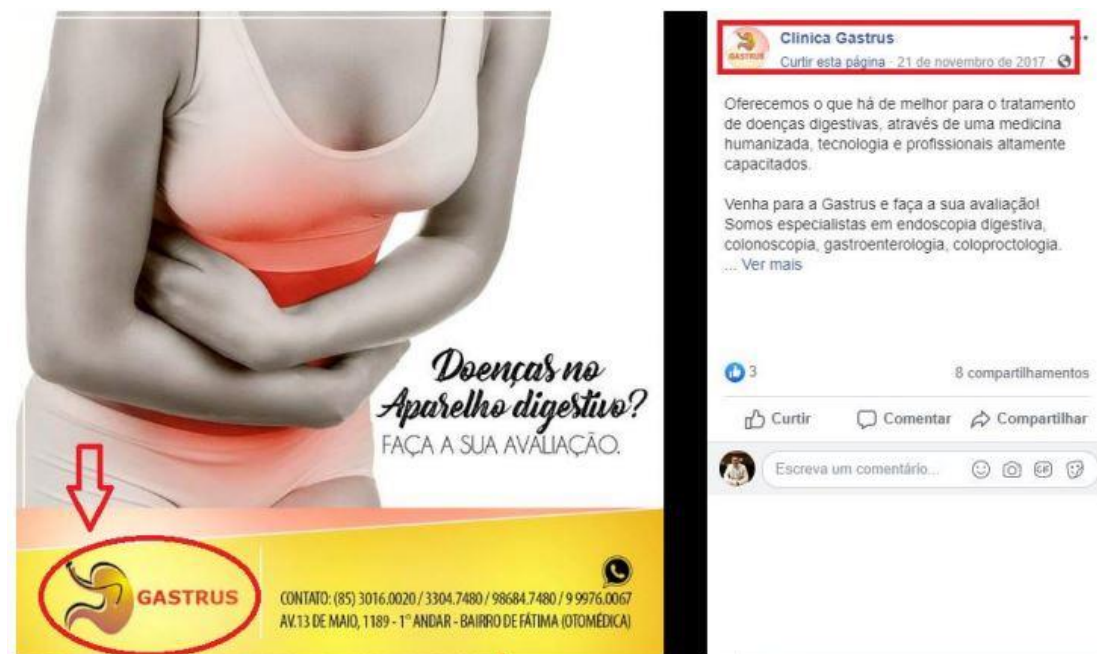 Doenças no
Aparelho digestivo?
FAÇA A SUA AVALIAÇÃO.
GASTRUS
CONTATO: (85) 3016.0020 / 3304.7480 / 98684.7480 / 9 9976.0067
AV.13 DE MAIO, 1189 - 1° ANDAR - BAIRRO DE FÁTIMA (OTOMÉDICA)
GASTRUS
Clinica Gastrus
Curtir esta página · 21 de novembro de 2017 ·
Oferecemos o que há de melhor para o tratamento
de doenças digestivas, através de uma medicina
humanizada, tecnologia e profissionais altamente
capacitados.
Venha para a Gastrus e faça a sua avaliação!
Somos especialistas em endoscopia digestiva,
colonoscopia, gastroenterologia, coloproctologia.
... Ver mais
3
8 compartilhamentos
Curtir
Comentar
Compartilhar
Escreva um comentário...
GIF